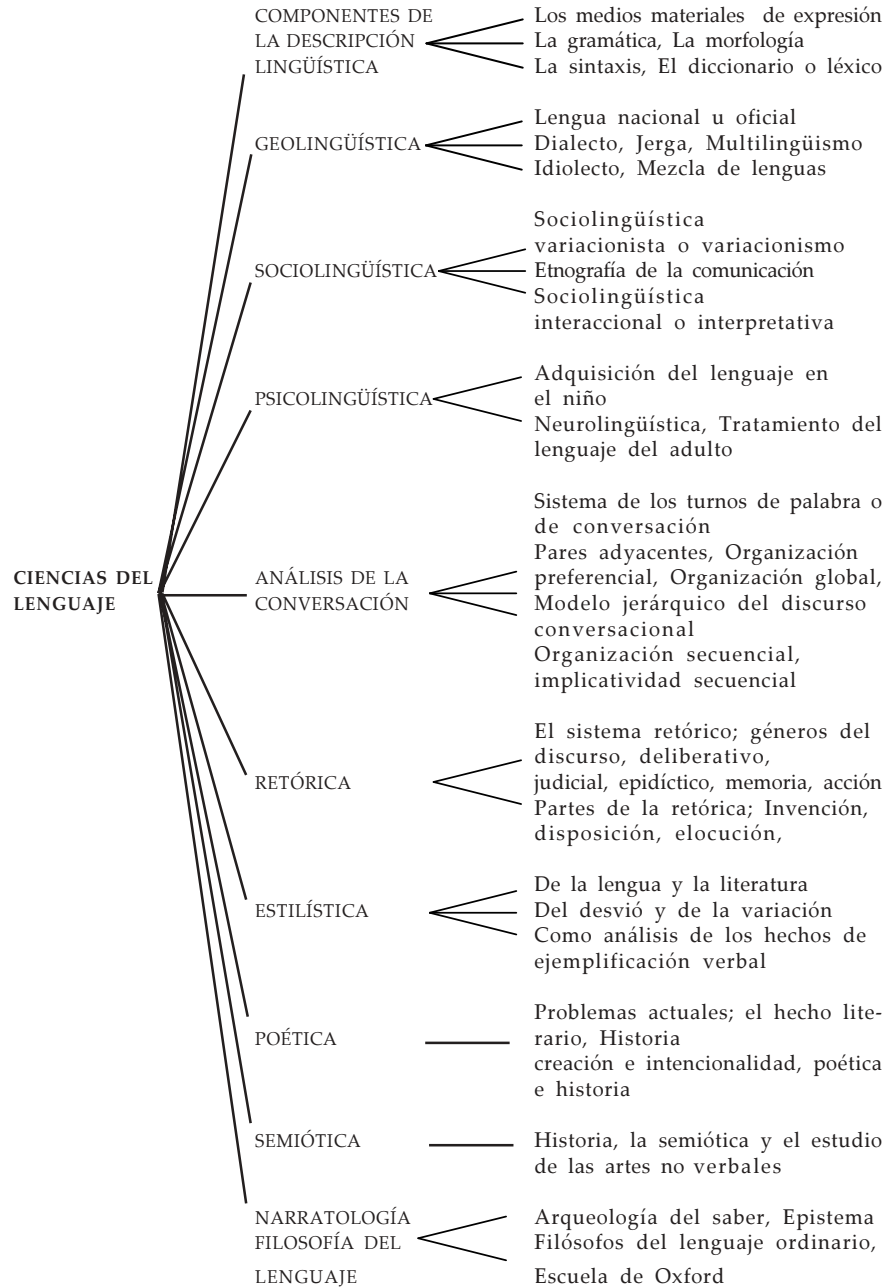 COMPONENTES DE
LA DESCRIPCIÓN
LINGÜÍSTICA
Los medios materiales de expresión
La gramática, La morfología
La sintaxis, El diccionario o léxico
GEOLINGÜÍSTICA
Lengua nacional u oficial
Dialecto, Jerga, Multilingüismo
Idiolecto, Mezcla de lenguas
SOCIOLINGÜÍSTICA
Sociolingüística
variacionista o variacionismo
Etnografía de la comunicación
Sociolingüística
interaccional o interpretativa
PSICOLINGÜÍSTICA
Adquisición del lenguaje en
el niño
Neurolingüística, Tratamiento del
lenguaje del adulto
CIENCIAS DEL
LENGUAJE
ANÁLISIS DE LA
CONVERSACIÓN
Sistema de los turnos de palabra o
de conversación
Pares adyacentes, Organización
preferencial, Organización global,
Modelo jerárquico del discurso
conversacional
Organización secuencial,
implicatividad secuencial
RETÓRICA
El sistema retórico; géneros del
discurso, deliberativo,
judicial, epidíctico, memoria, acción
Partes de la retórica; Invención,
disposición, elocución,
ESTILÍSTICA
De la lengua y la literatura
Del desvió y de la variación
Como análisis de los hechos de
ejemplificación verbal
POÉTICA
Problemas actuales; el hecho lite-
rario, Historia
creación e intencionalidad, poética
e historia
SEMIÓTICA
Historia, la semiótica y el estudio
de las artes no verbales
NARRATOLOGÍA
FILOSOFÍA DEL
LENGUAJE
Arqueología del saber, Epistema
Filósofos del lenguaje ordinario,
Escuela de Oxford